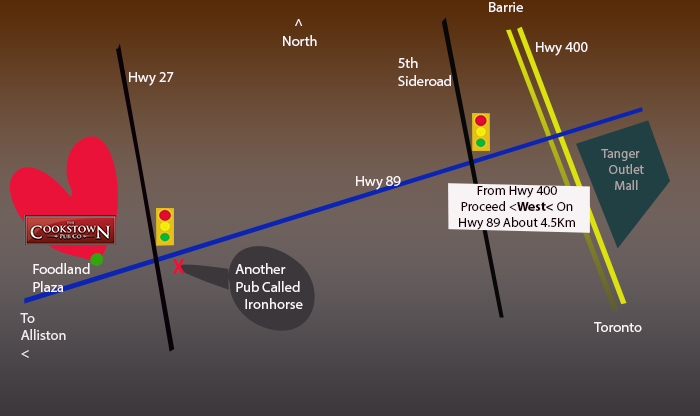 Barrie
^
North
Hwy 400
5th
Sideroad
Hwy 27
Tanger
Outlet
Mall
Hwy 89
From Hwy 400
Proceed <West< On
Hwy 89 About 4.5Km
THE
COOKSTOWN
PUB CO
Foodland
Plaza
X
Another
Pub Called
Ironhorse
To
Alliston
<
Toronto